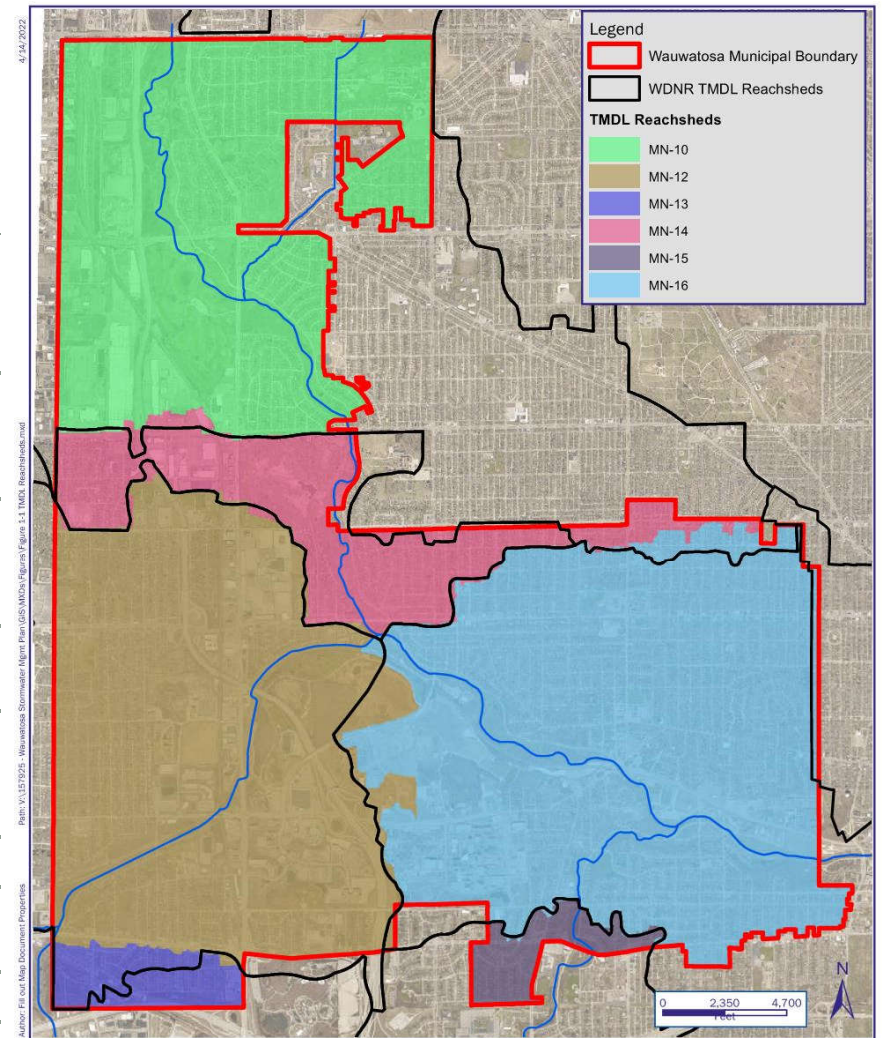 4/14/2022
Path: V:\157925 - Wauwatosa Stormwater Mgmt Plan\GIS\MXDs\Figures\Figure 1-1 TMDL Reachsheds.mxd
Author: Fill out Map Document Properties
Legend
Wauwatosa Municipal Boundary
WDNR TMDL Reachsheds
TMDL Reachsheds
MN-10
MN-12
MN-13
MN-14
MN-15
MN-16
N
0 2,350 4,700
Feet